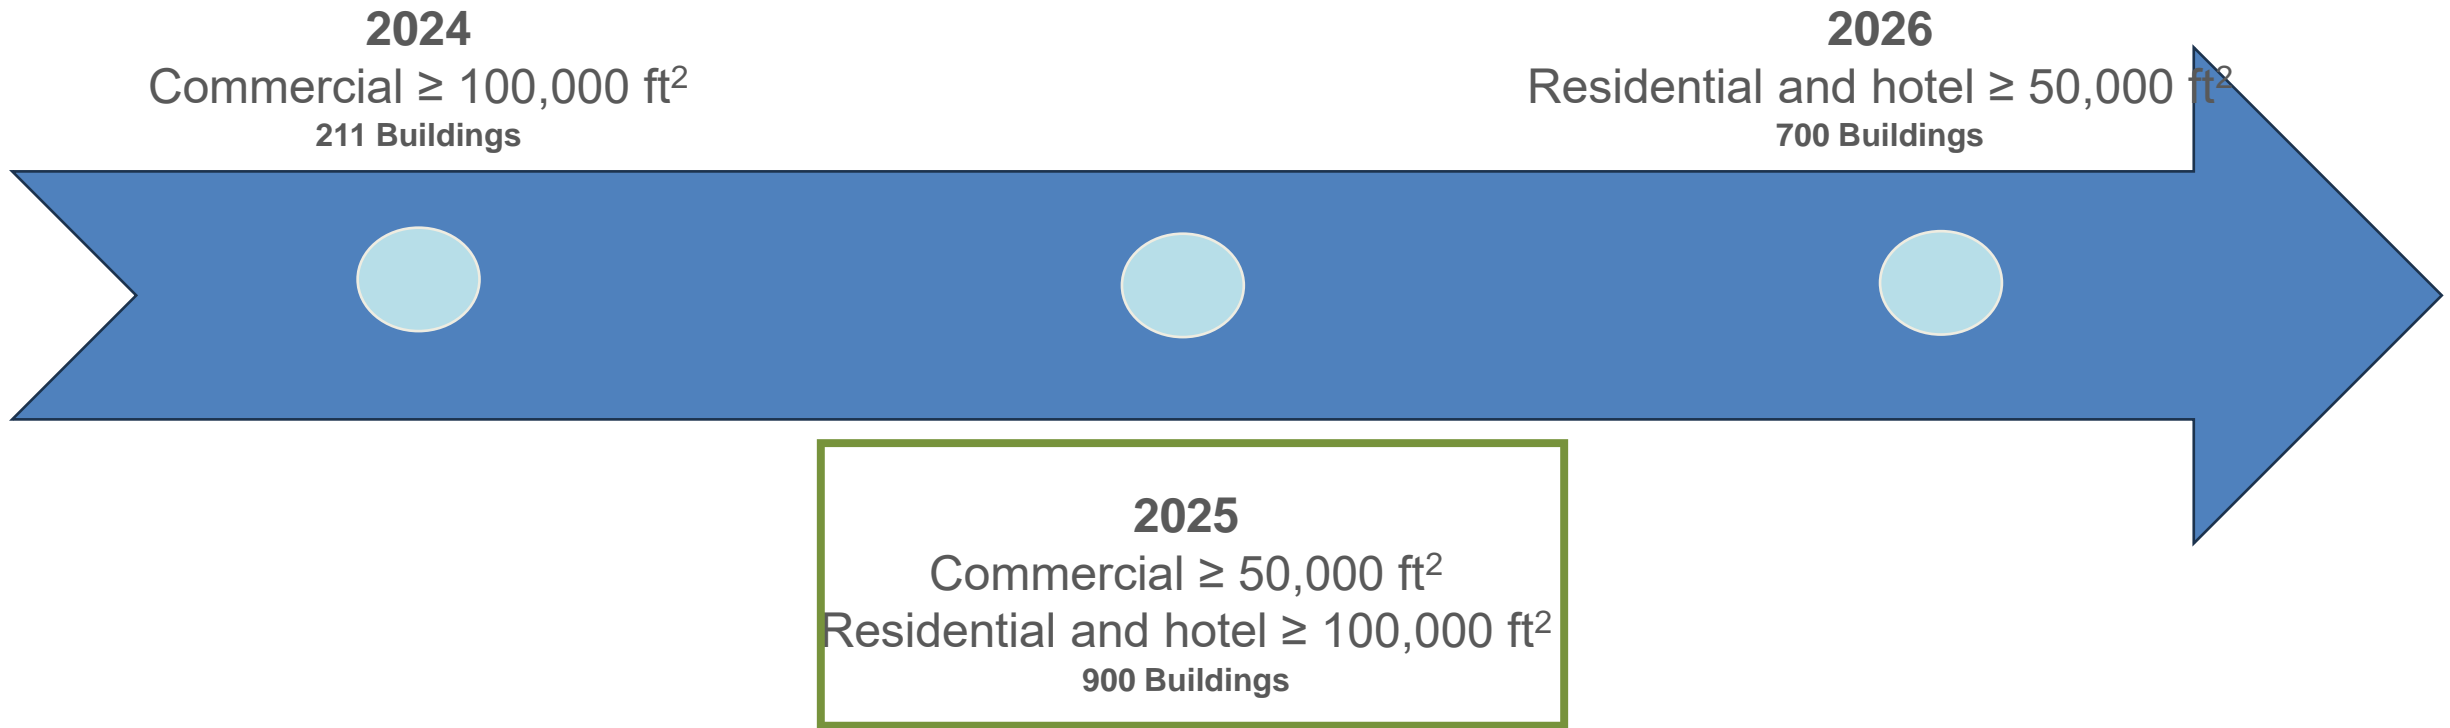 2024
Commercial ≥ 100,000 ft²
211 Buildings
2026
Residential and hotel ≥ 50,000 ft²
700 Buildings
2025
Commercial ≥ 50,000 ft²
Residential and hotel ≥ 100,000 ft²
900 Buildings